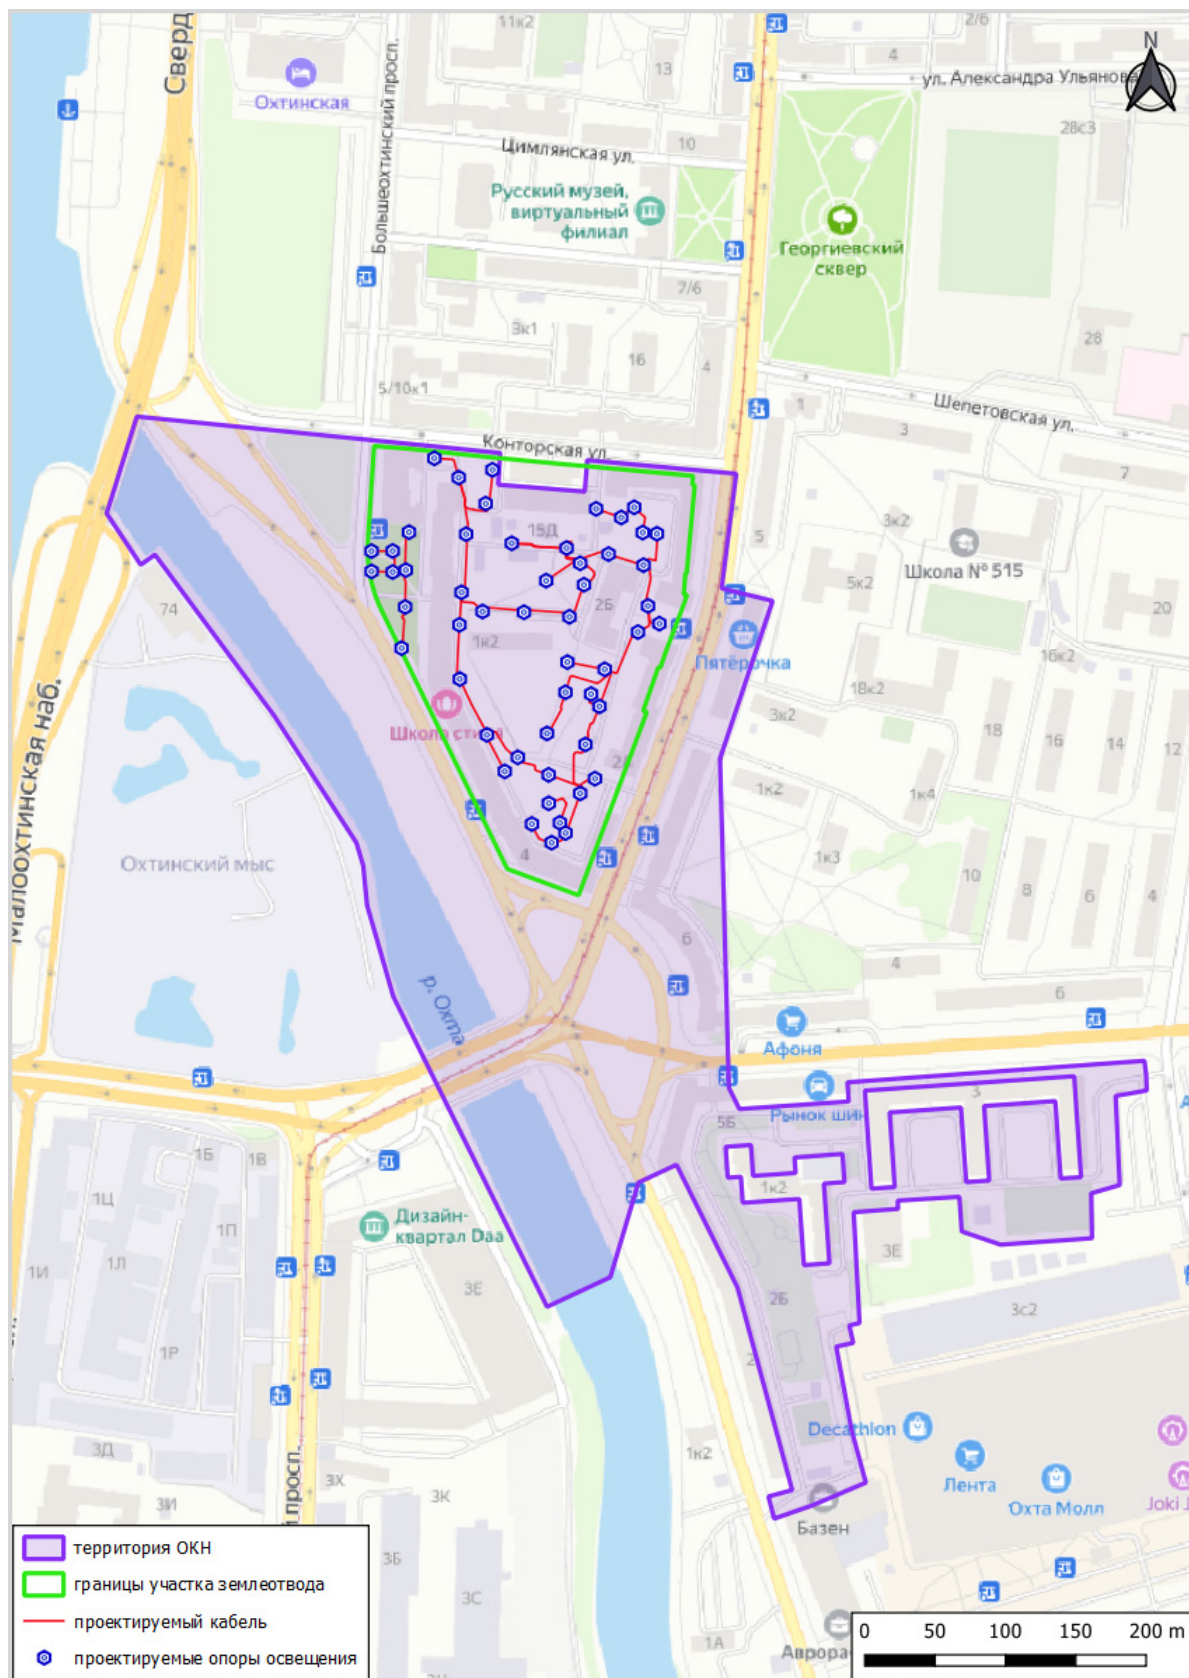 11к2
2/6
N
Сверд
Большеохтинский просп.
13
4
ул. Александра Ульянова
Охтинская
28с3
Цимлянская ул.
10
Русский музей,
виртуальный
филиал
Георгиевский
сквер
7/6
3к1
16
4
28
5/10к1
1
Шепетовская ул.
3
Конторская ул.
7
15Д
5
3к2
Школа № 515
5к2
74
2Б
20
1к2
Пятёрочка
16к2
18к2
Малоохтинская наб.
Школа стиля
3к2
18
16
14
12
1к2
1к4
Охтинский мыс
4
1к3
10
8
6
4
6
р. Охта
4
6
Афоня
Рынок шин
3
5Б
1Б
1В
1к2
1Ц
Дизайн-
квартал Daa
1П
1Л
1И
3Е
3Е
2Б
3с2
1Р
2
Decathlon
1к2
Лента
Охта Молл
Joki J
3Д
3Х
й просп.
3К
3И
Базен
территория ОКН
3Б
границы участка землеотвода
3С
проектируемый кабель
1А
Аврора
0 50 100 150 200 m
проектируемые опоры освещения